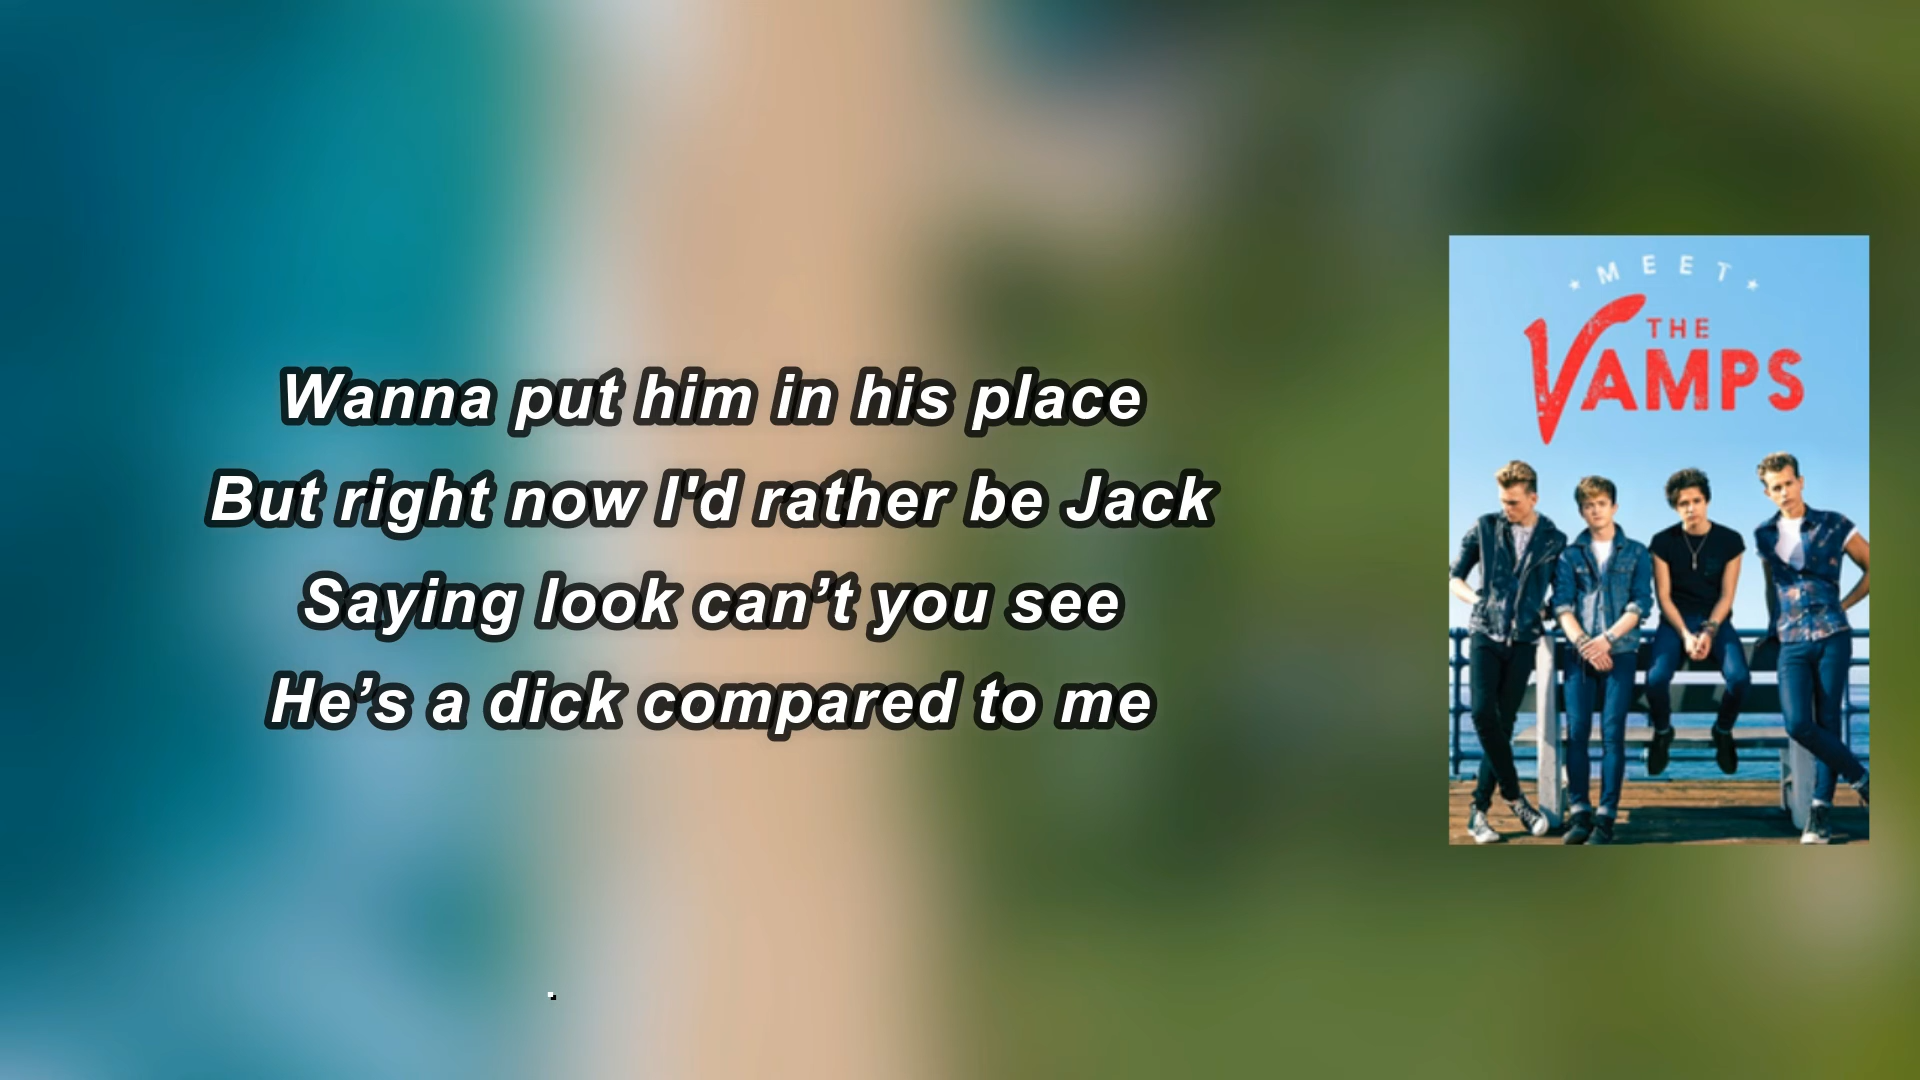 Wanna put him in his place
But right now I'd rather be Jack
Saying look can’t you see
He’s a dick compared to me
MEET
THE
VAMPS